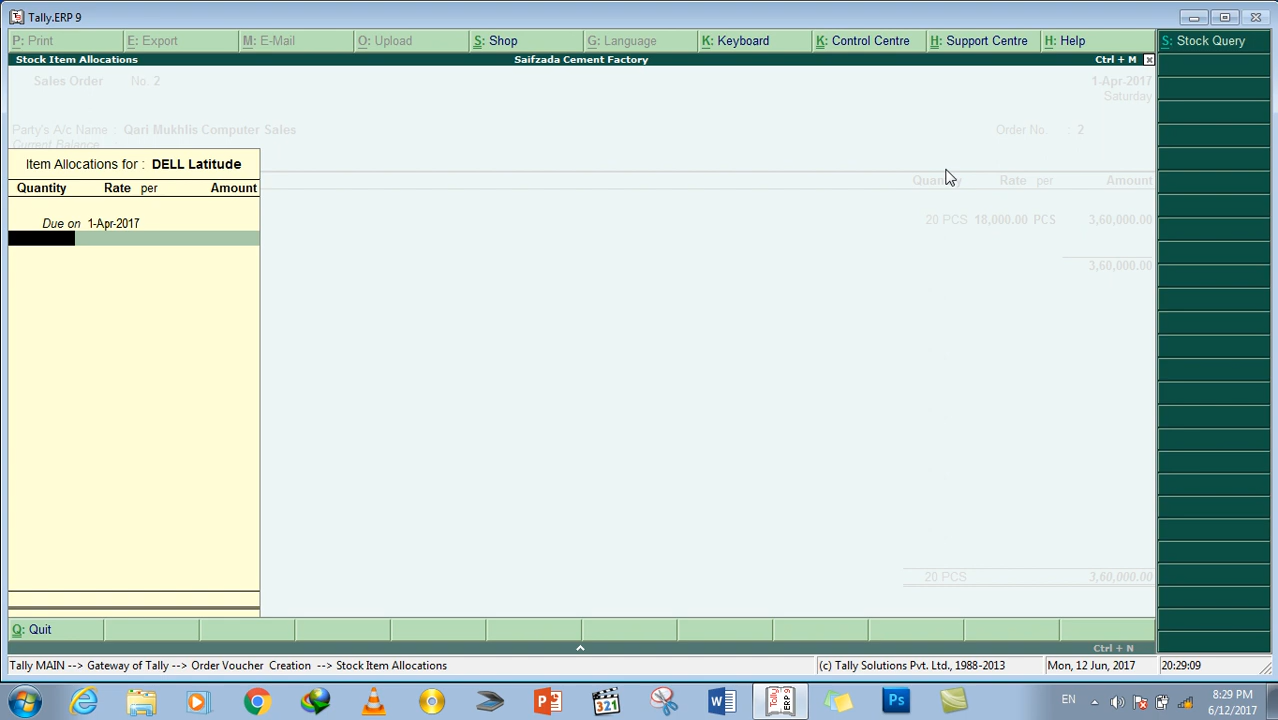 Tally.ERP 9
P: Print E: Export M: E-Mail O: Upload S: Shop G: Language K: Keyboard K: Control Centre H: Support Centre H: Help S: Stock Query
Stock Item Allocations Saifzada Cement Factory Ctrl + M
Sales Order No. 2 1-Apr-2017
Saturday
Party's A/c Name : Qari Mukhlis Computer Sales Order No. : 2
Current Balance :
Item Allocations for : DELL Latitude
Quantity Rate per Amount
Quantity Rate per Amount
Due on 1-Apr-2017
20 PCS 18,000.00 PCS 3,60,000.00
3,60,000.00
20 PCS 3,60,000.00
Q: Quit
Ctrl + N
Tally MAIN --> Gateway of Tally --> Order Voucher Creation --> Stock Item Allocations (c) Tally Solutions Pvt. Ltd., 1988-2013 Mon, 12 Jun, 2017 20:29:09
EN 8:29 PM
6/12/2017